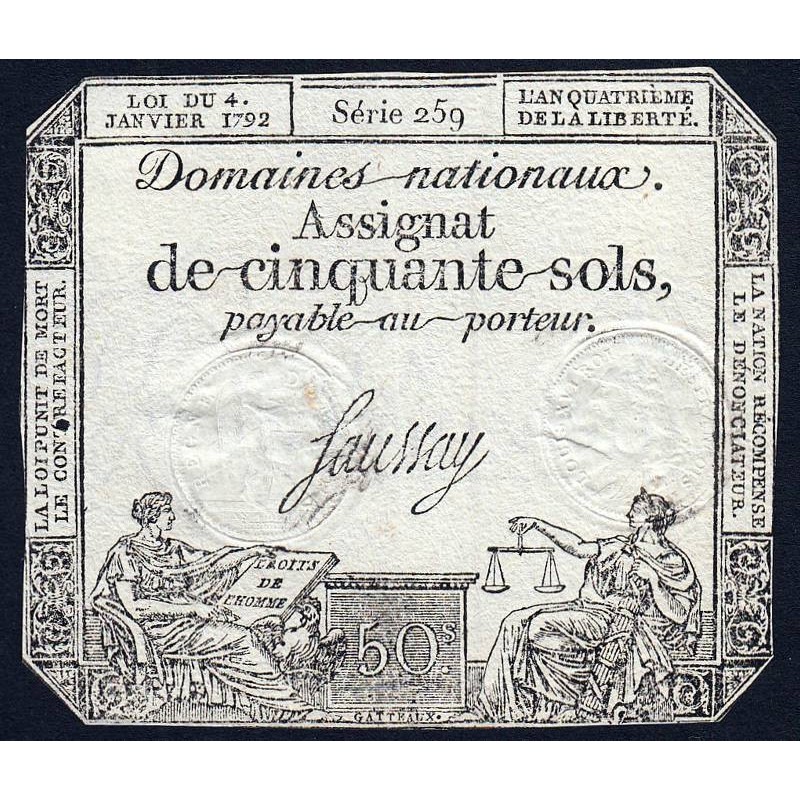 LOI DU 4.
JANVIER 1792
Série 259
L'AN QUATRIÈME
DE LA LIBERTÉ.
Domaines nationaux.
Assignat
de cinquante sols,
payable au porteur.
LA LOI PUNIT DE MORT
LE CONTREFACTEUR.
LA NATION RÉCOMPENSE
LE DÉNONCIATEUR.
Saussay
DROITS
DE
L'HOMME
50.s
GATTEAUX.